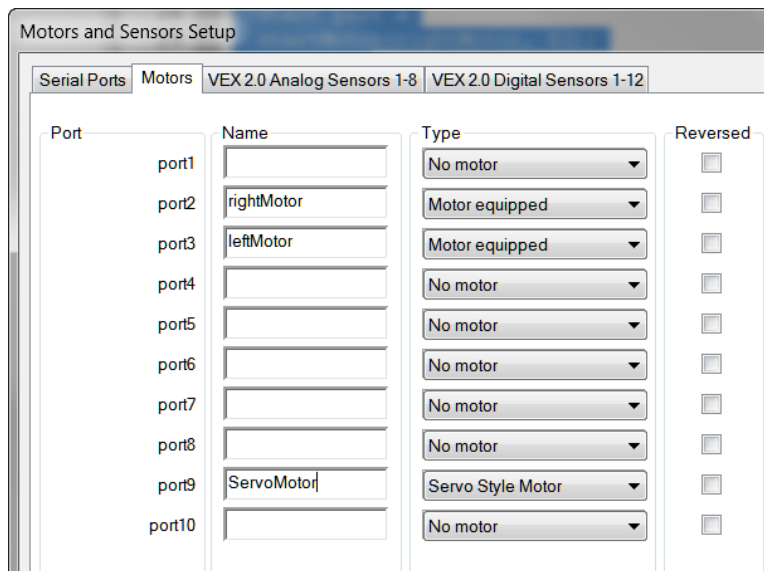 Motors and Sensors Setup
Serial Ports Motors VEX 2.0 Analog Sensors 1-8 VEX 2.0 Digital Sensors 1-12
Port Name Type Reversed
port1 No motor
port2 rightMotor Motor equipped
port3 leftMotor Motor equipped
port4 No motor
port5 No motor
port6 No motor
port7 No motor
port8 No motor
port9 ServoMotor Servo Style Motor
port10 No motor